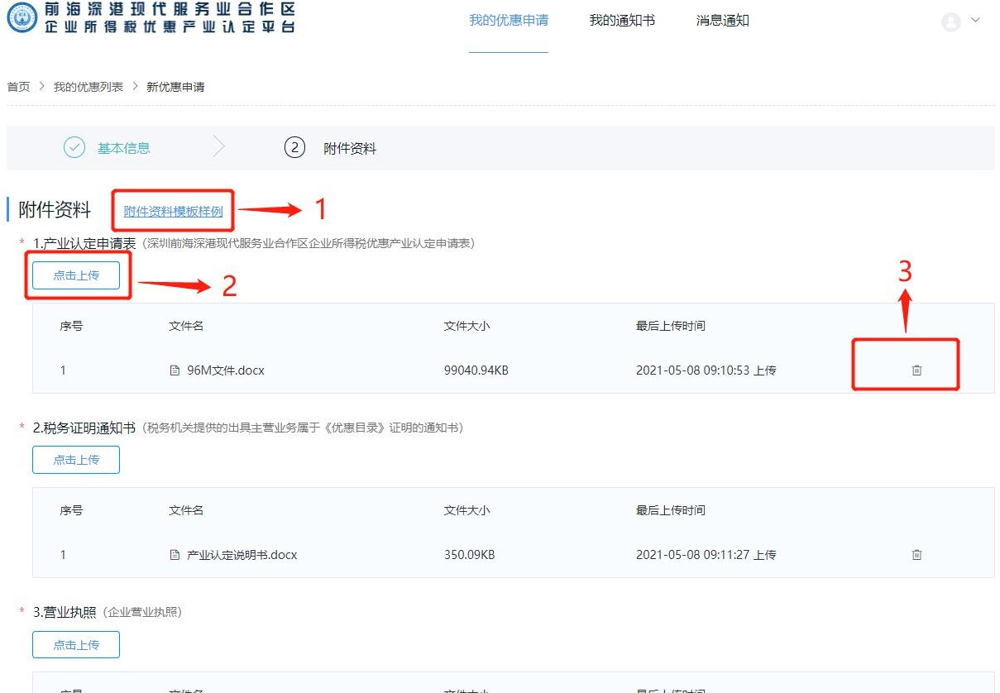 前海深港现代服务业合作区
企业所得税优惠产业认定平台
我的优惠申请 我的通知书 消息通知
首页 > 我的优惠列表 > 新优惠申请
基本信息 2 附件资料
附件资料 附件资料模板样例 1
* 1.产业认定申请表（深圳前海深港现代服务业合作区企业所得税优惠产业认定申请表）
点击上传 2
3
序号 文件名 文件大小 最后上传时间
1 96M文件.docx 99040.94KB 2021-05-08 09:10:53 上传
* 2.税务证明通知书（税务机关提供的出具主营业务属于《优惠目录》证明的通知书）
点击上传
序号 文件名 文件大小 最后上传时间
1 产业认定说明书.docx 350.09KB 2021-05-08 09:11:27 上传
* 3.营业执照（企业营业执照）
点击上传